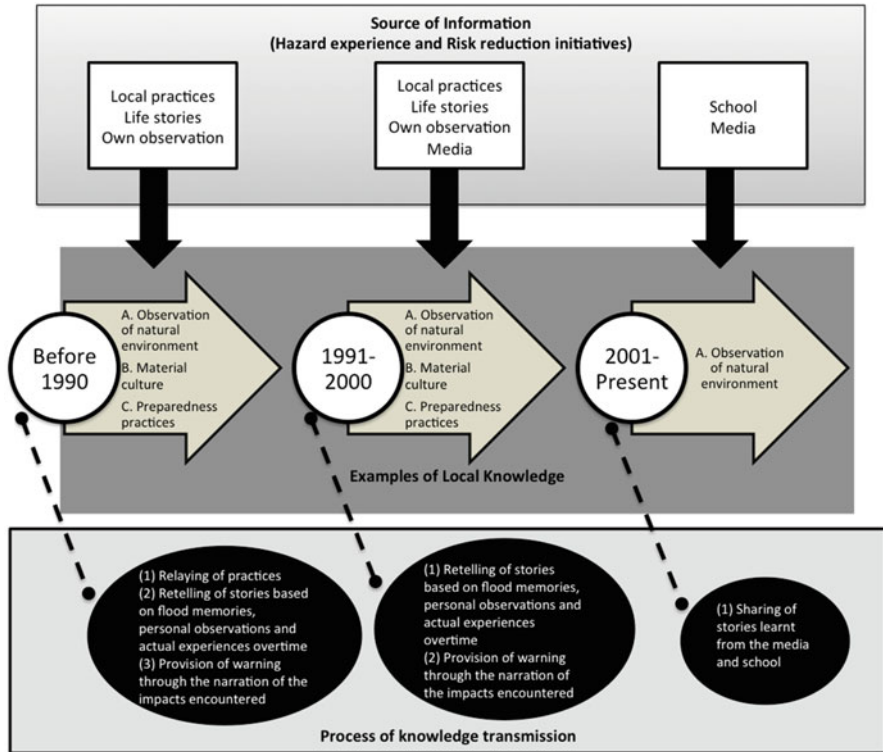 Source of Information
(Hazard experience and Risk reduction initiatives)
Local practices
Life stories
Own observation
Local practices
Life stories
Own observation
Media
School
Media
Before
1990
A. Observation
of natural
environment
B. Material
culture
C. Preparedness
practices
1991-
2000
A. Observation
of natural
environment
B. Material
culture
C. Preparedness
practices
2001-
Present
A. Observation
of natural
environment
Examples of Local Knowledge
(1) Relaying of practices
(2) Retelling of stories based
on flood memories,
personal observations and
actual experiences overtime
(3) Provision of warning
through the narration of the
impacts encountered
(1) Retelling of stories
based on flood memories,
personal observations and
actual experiences
overtime
(2) Provision of warning
through the narration of
the impacts encountered
(1) Sharing of
stories learnt
from the media
and school
Process of knowledge transmission